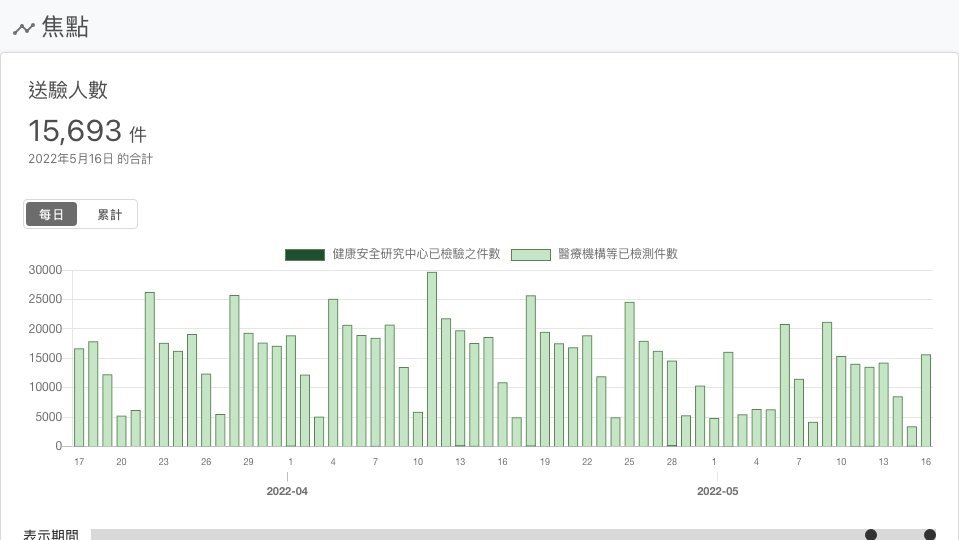 焦點
送驗人數
15,693 件
2022年5月16日 的合計
每日 累計
健康安全研究中心已檢驗之件數 醫療機構等已檢測件數
30000
25000
20000
15000
10000
5000
0
17 20 23 26 29 1 4 7 10 13 16 19 22 25 28 1 4 7 10 13 16
2022-04 2022-05
表示期間